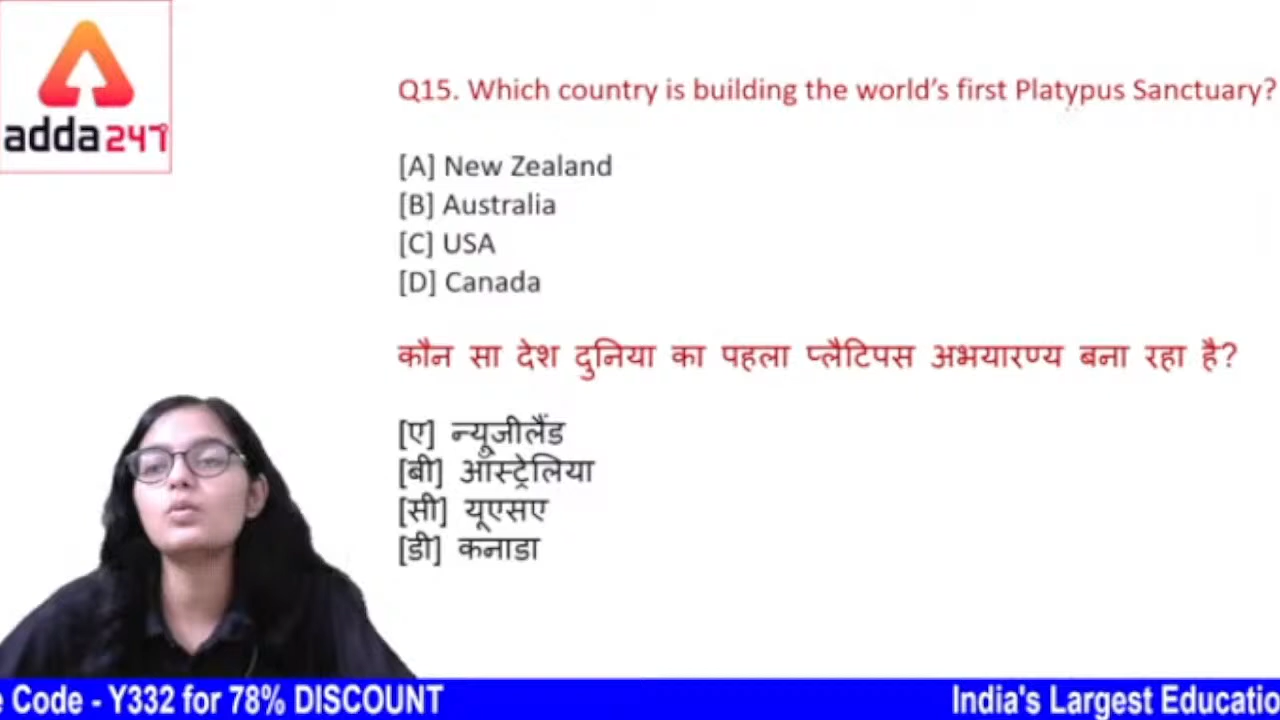 adda247
Q15. Which country is building the world's first Platypus Sanctuary?
[A] New Zealand
[B] Australia
[C] USA
[D] Canada
कौन सा देश दुनिया का पहला प्लैटिपस अभयारण्य बना रहा है?
[ए] न्यूजीलैंड
[बी] ऑस्ट्रेलिया
[सी] यूएसए
[डी] कनाडा
Code - Y332 for 78% DISCOUNT
India's Largest Educatio